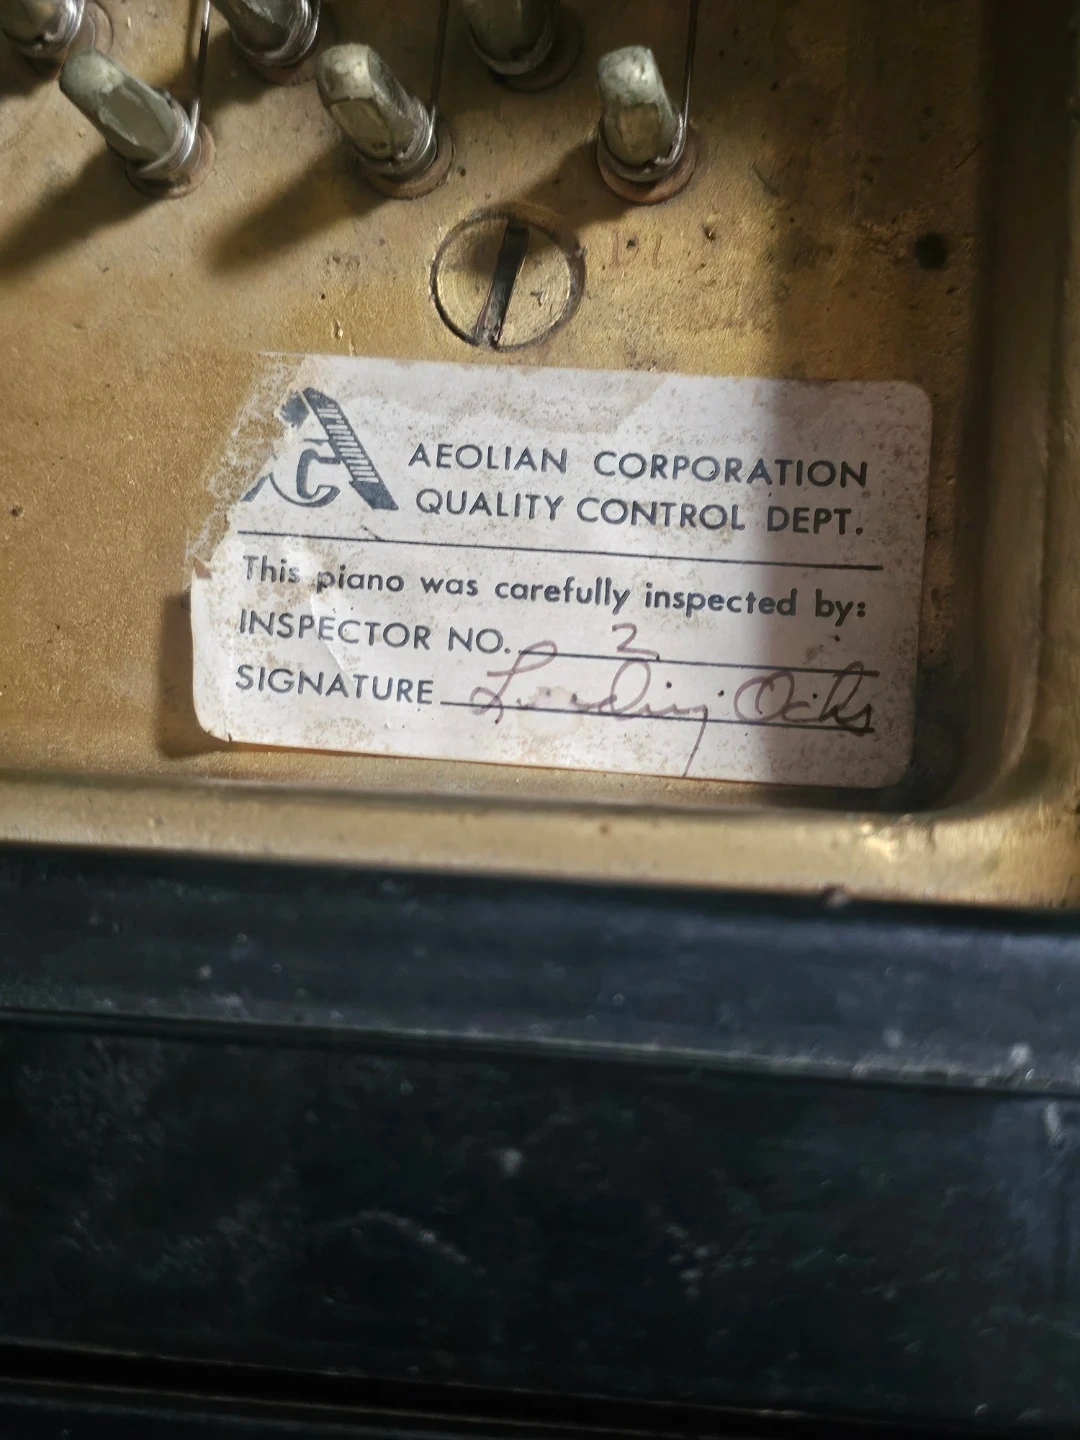 AEOLIAN CORPORATION
QUALITY CONTROL DEPT.
This piano was carefully inspected by:
INSPECTOR NO. 2
SIGNATURE